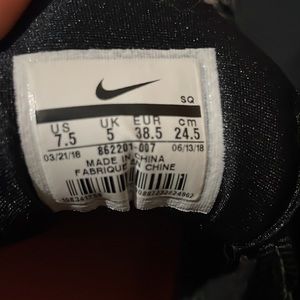 SQ
US UK EUR cm
7.5 5 38.5 24.5
03/21/18 862201-007 06/13/18
MADE IN CHINA
FABRIQUE EN CHINE